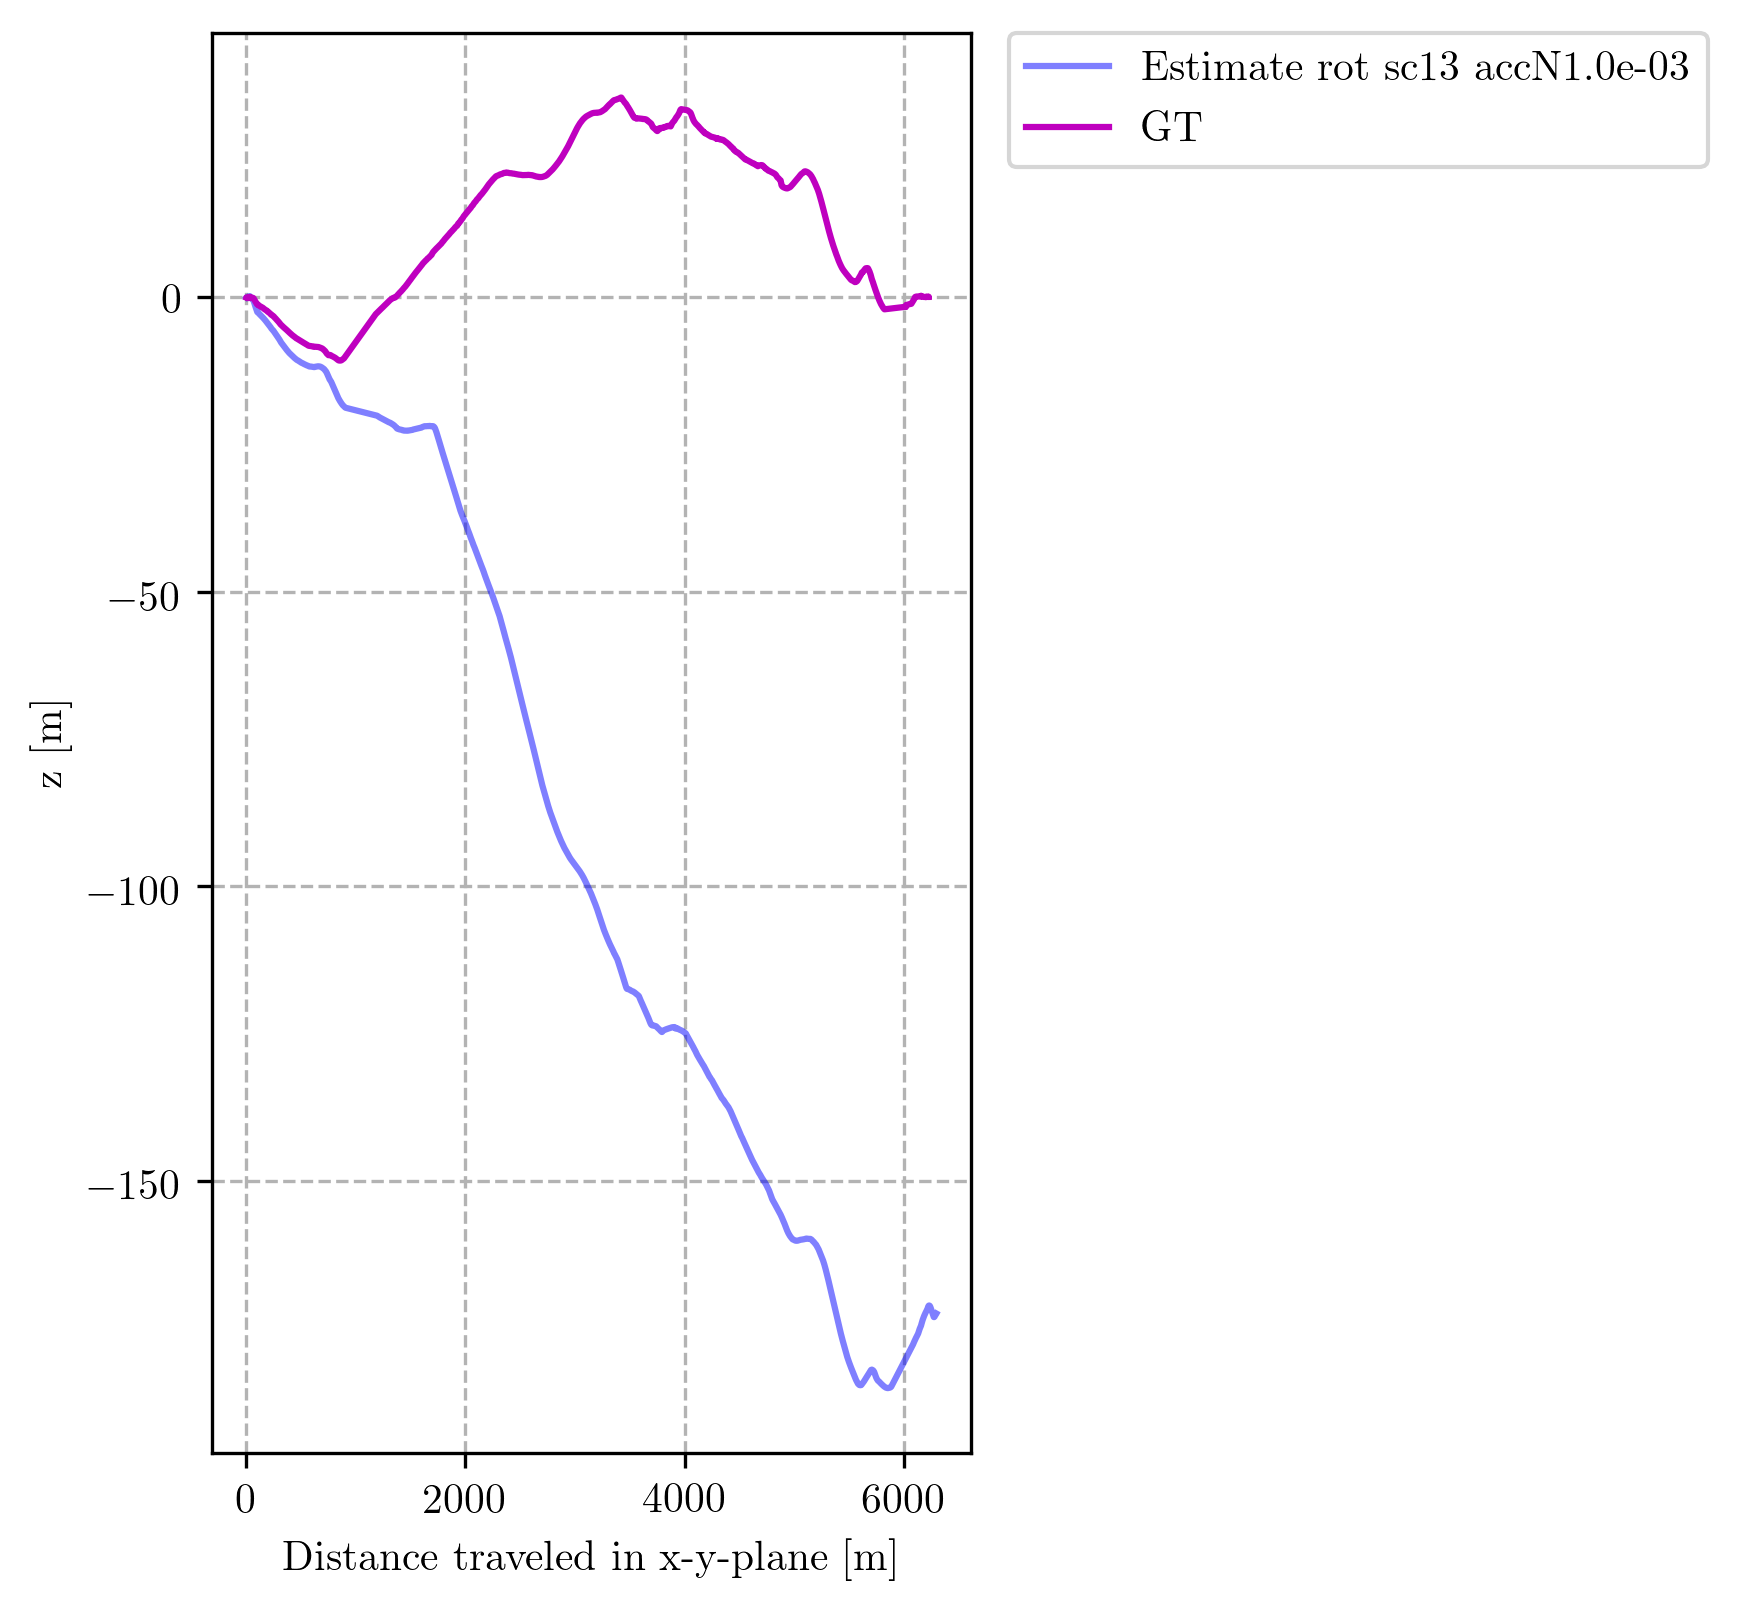 Estimate rot sc13 accN1.0e-03
GT
0
−50
−100
−150
z [m]
0 2000 4000 6000
Distance traveled in x-y-plane [m]